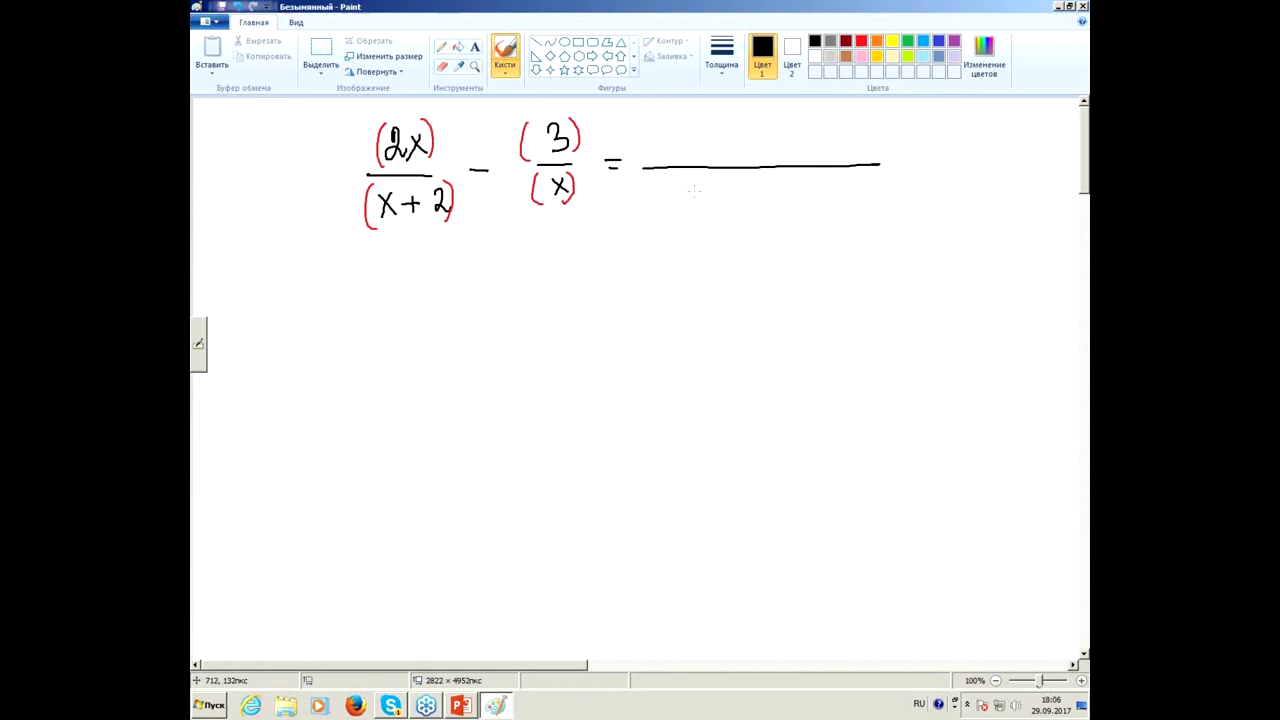 Безымянный - Paint
Главная Вид
Вставить
Вырезать
Копировать
Буфер обмена
Выделить
Обрезать
Изменить размер
Повернуть
Изображение
A
Инструменты
Кисти
Контур
Заливка
Фигуры
Толщина
Цвет 1
Цвет 2
Изменение цветов
Цвета
(2x) / (x + 2) - (3) / (x) =
712, 132пкс
2822 × 4952пкс
100%
Пуск
RU
18:06
29.09.2017